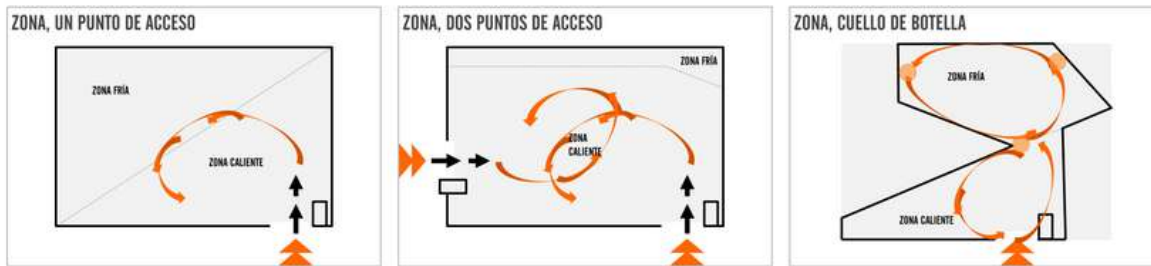 ZONA, UN PUNTO DE ACCESO
ZONA FRÍA
ZONA CALIENTE
ZONA, DOS PUNTOS DE ACCESO
ZONA FRÍA
ZONA
CALIENTE
ZONA, CUELLO DE BOTELLA
ZONA FRÍA
ZONA CALIENTE